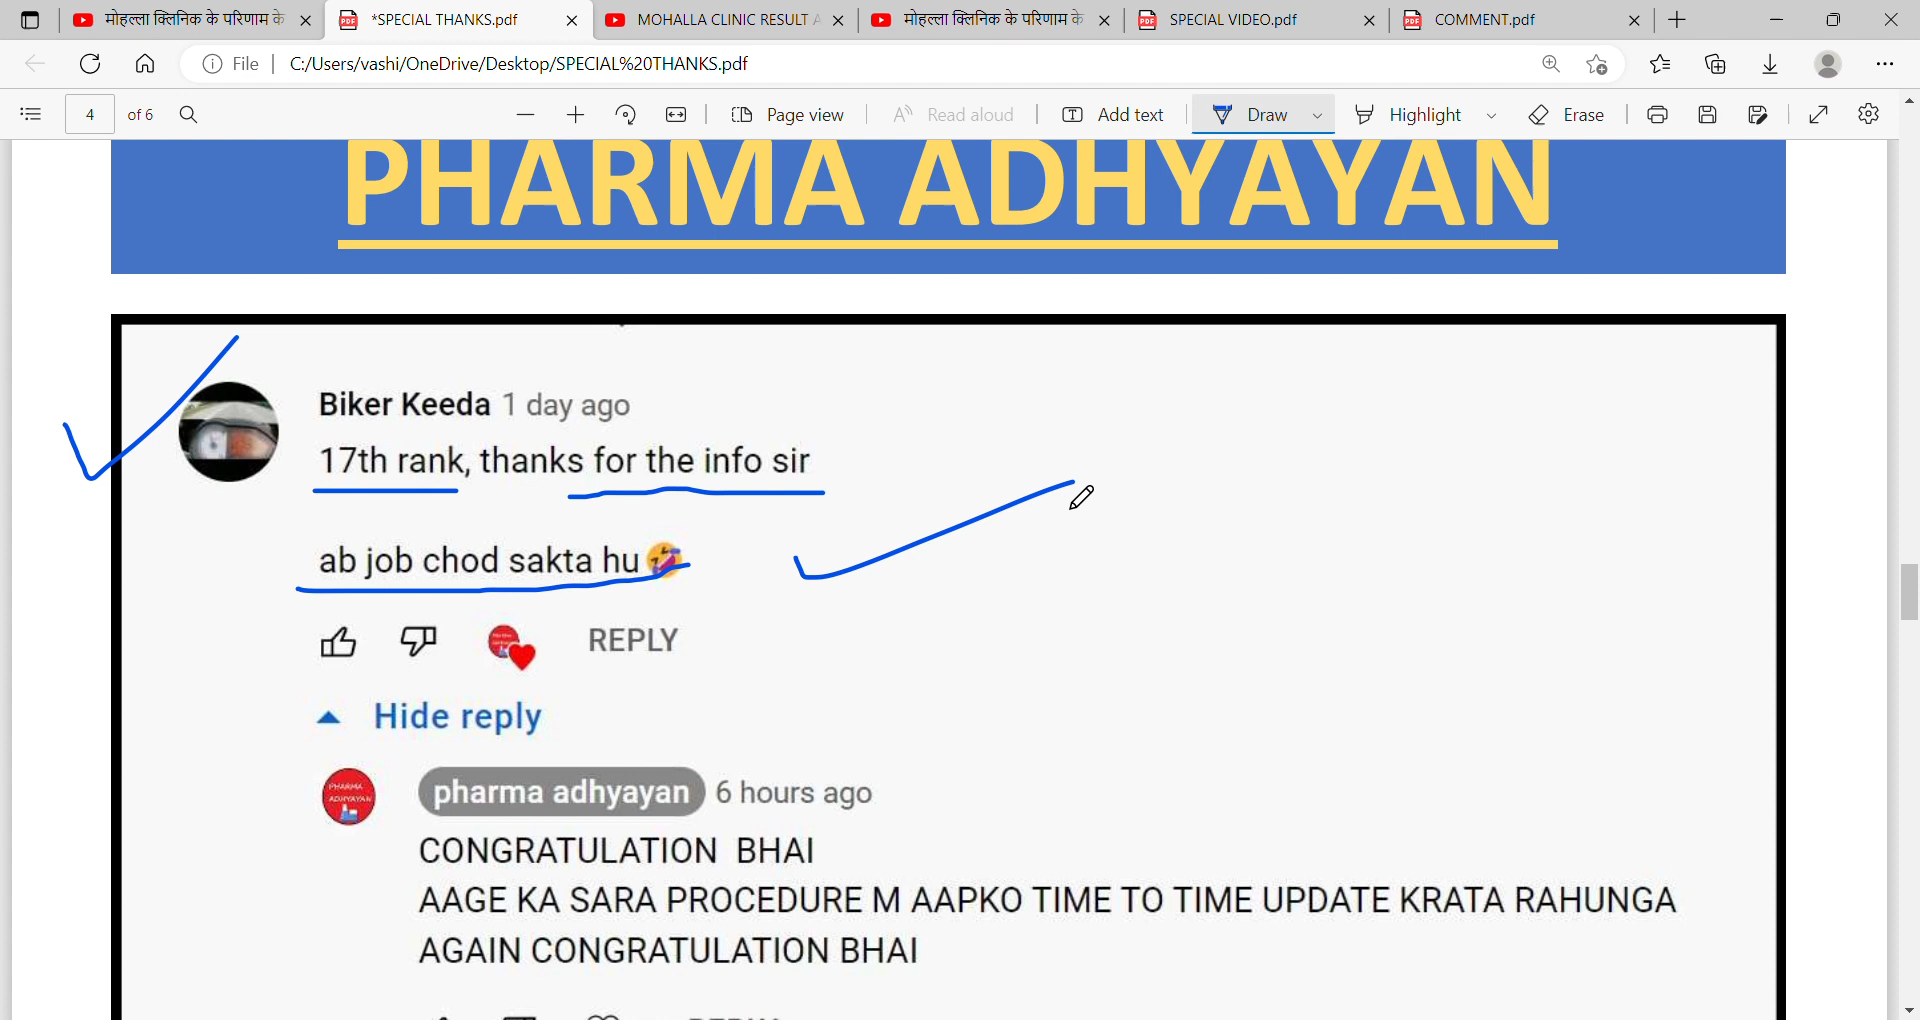 मोहल्ला क्लिनिक के परिणाम के
*SPECIAL THANKS.pdf
MOHALLA CLINIC RESULT A
मोहल्ला क्लिनिक के परिणाम के
SPECIAL VIDEO.pdf
COMMENT.pdf
File
C:/Users/vashi/OneDrive/Desktop/SPECIAL%20THANKS.pdf
4 of 6
Page view
Read aloud
Add text
Draw
Highlight
Erase
PHARMA ADHYAYAN
Biker Keeda 1 day ago
17th rank, thanks for the info sir
ab job chod sakta hu🤣
REPLY
Hide reply
PHARMA
ADHYAYAN
pharma adhyayan 6 hours ago
CONGRATULATION BHAI
AAGE KA SARA PROCEDURE M AAPKO TIME TO TIME UPDATE KRATA RAHUNGA
AGAIN CONGRATULATION BHAI